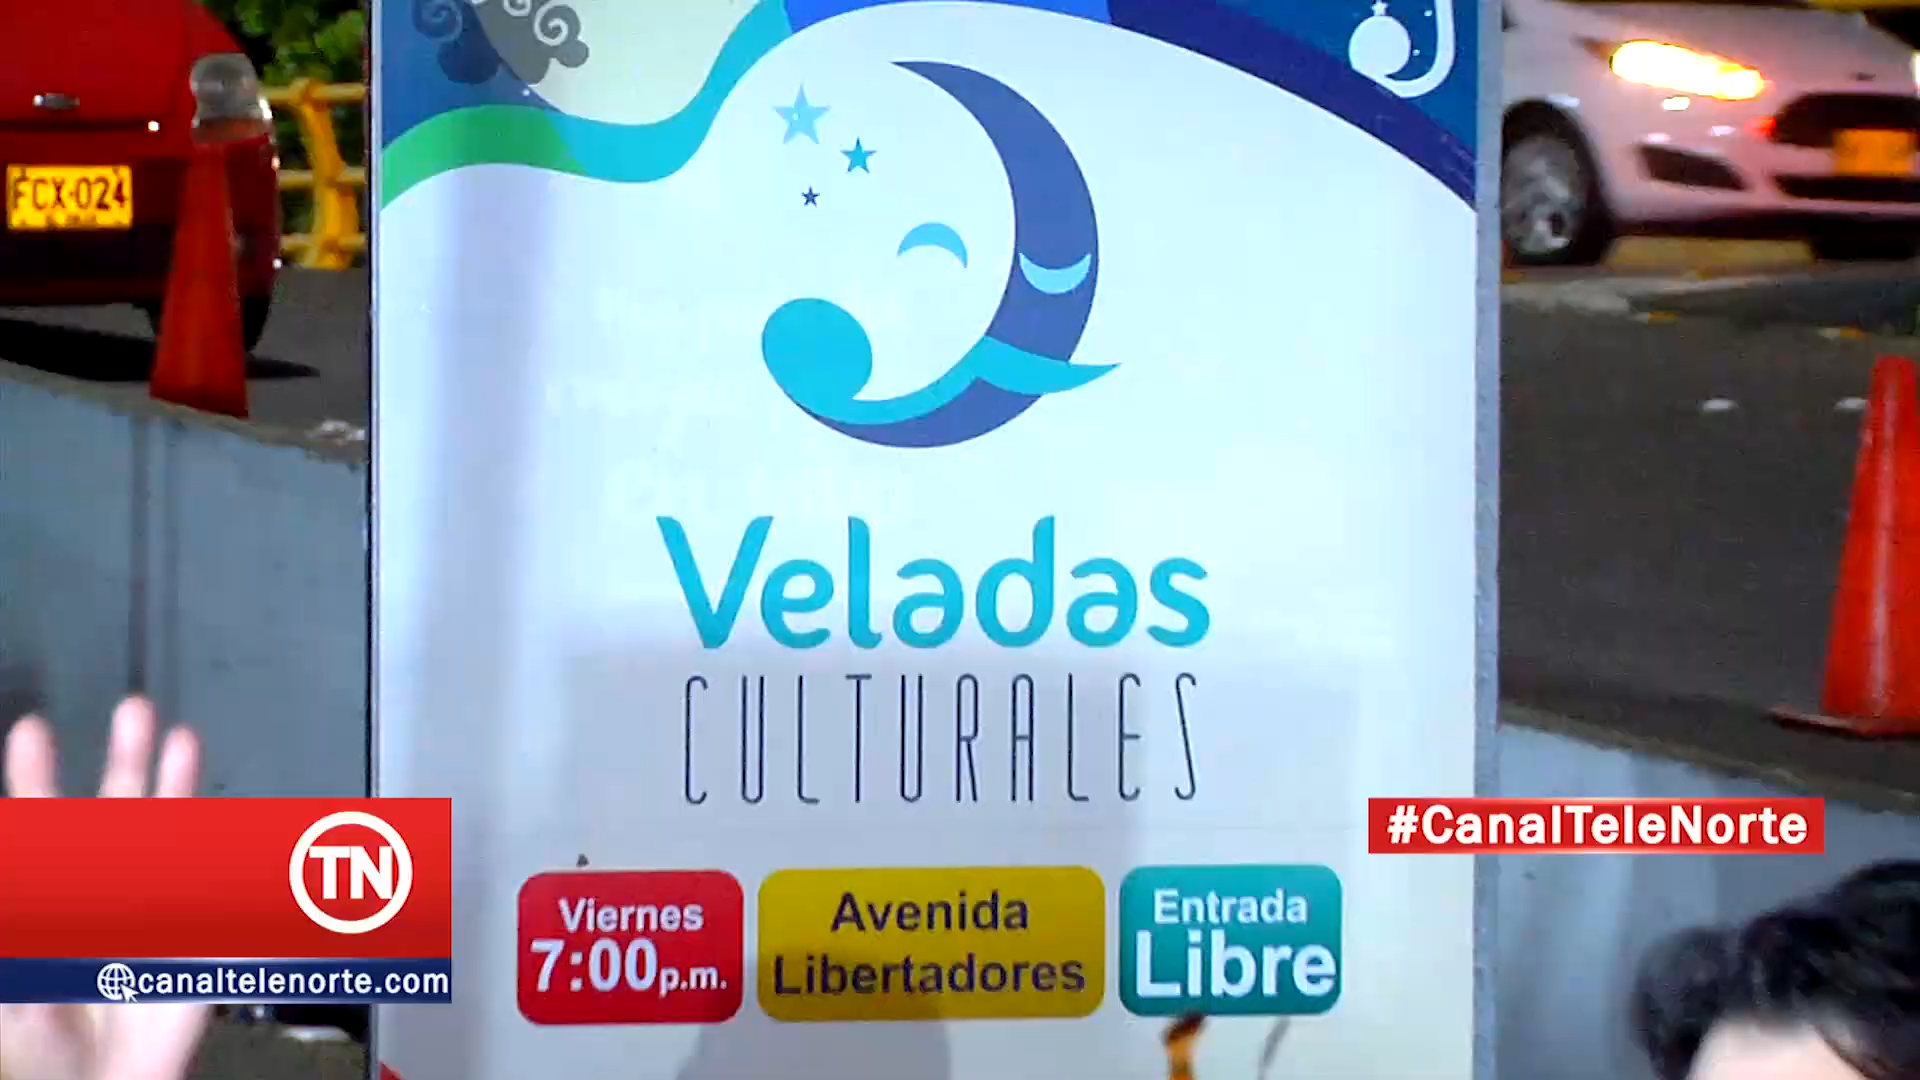 FCX-024
Veladas
CULTURALES
#CanalTeleNorte
TN
Viernes
7:00p.m.
Avenida
Libertadores
Entrada
Libre
canaltelenorte.com